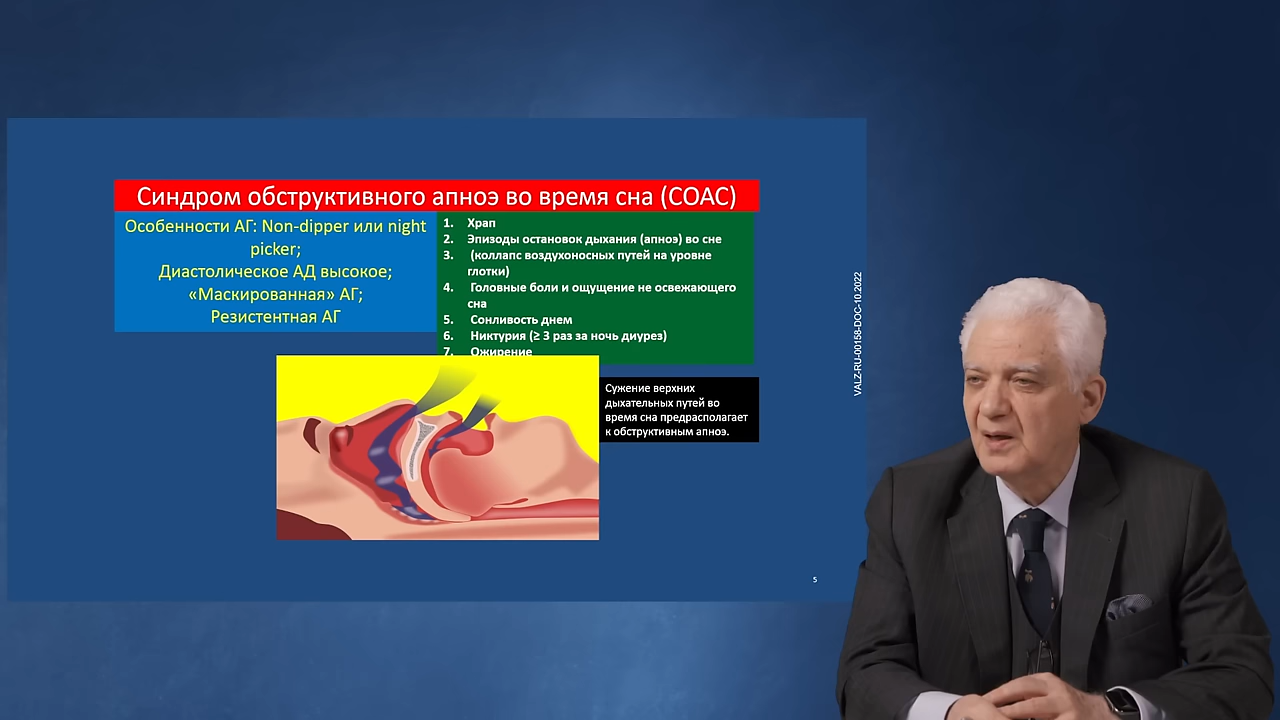 Синдром обструктивного апноэ во время сна (СОАС)
Особенности АГ: Non-dipper или night
picker;
Диастолическое АД высокое;
«Маскированная» АГ;
Резистентная АГ
1. Храп
2. Эпизоды остановок дыхания (апноэ) во сне
3. (коллапс воздухоносных путей на уровне
глотки)
4. Головные боли и ощущение не освежающего
сна
5. Сонливость днем
6. Никтурия (≥ 3 раз за ночь диурез)
7. Ожирение
Сужение верхних
дыхательных путей во
время сна предрасполагает
к обструктивным апноэ.
VALZ-RU-00158-DOC-10.2022
5